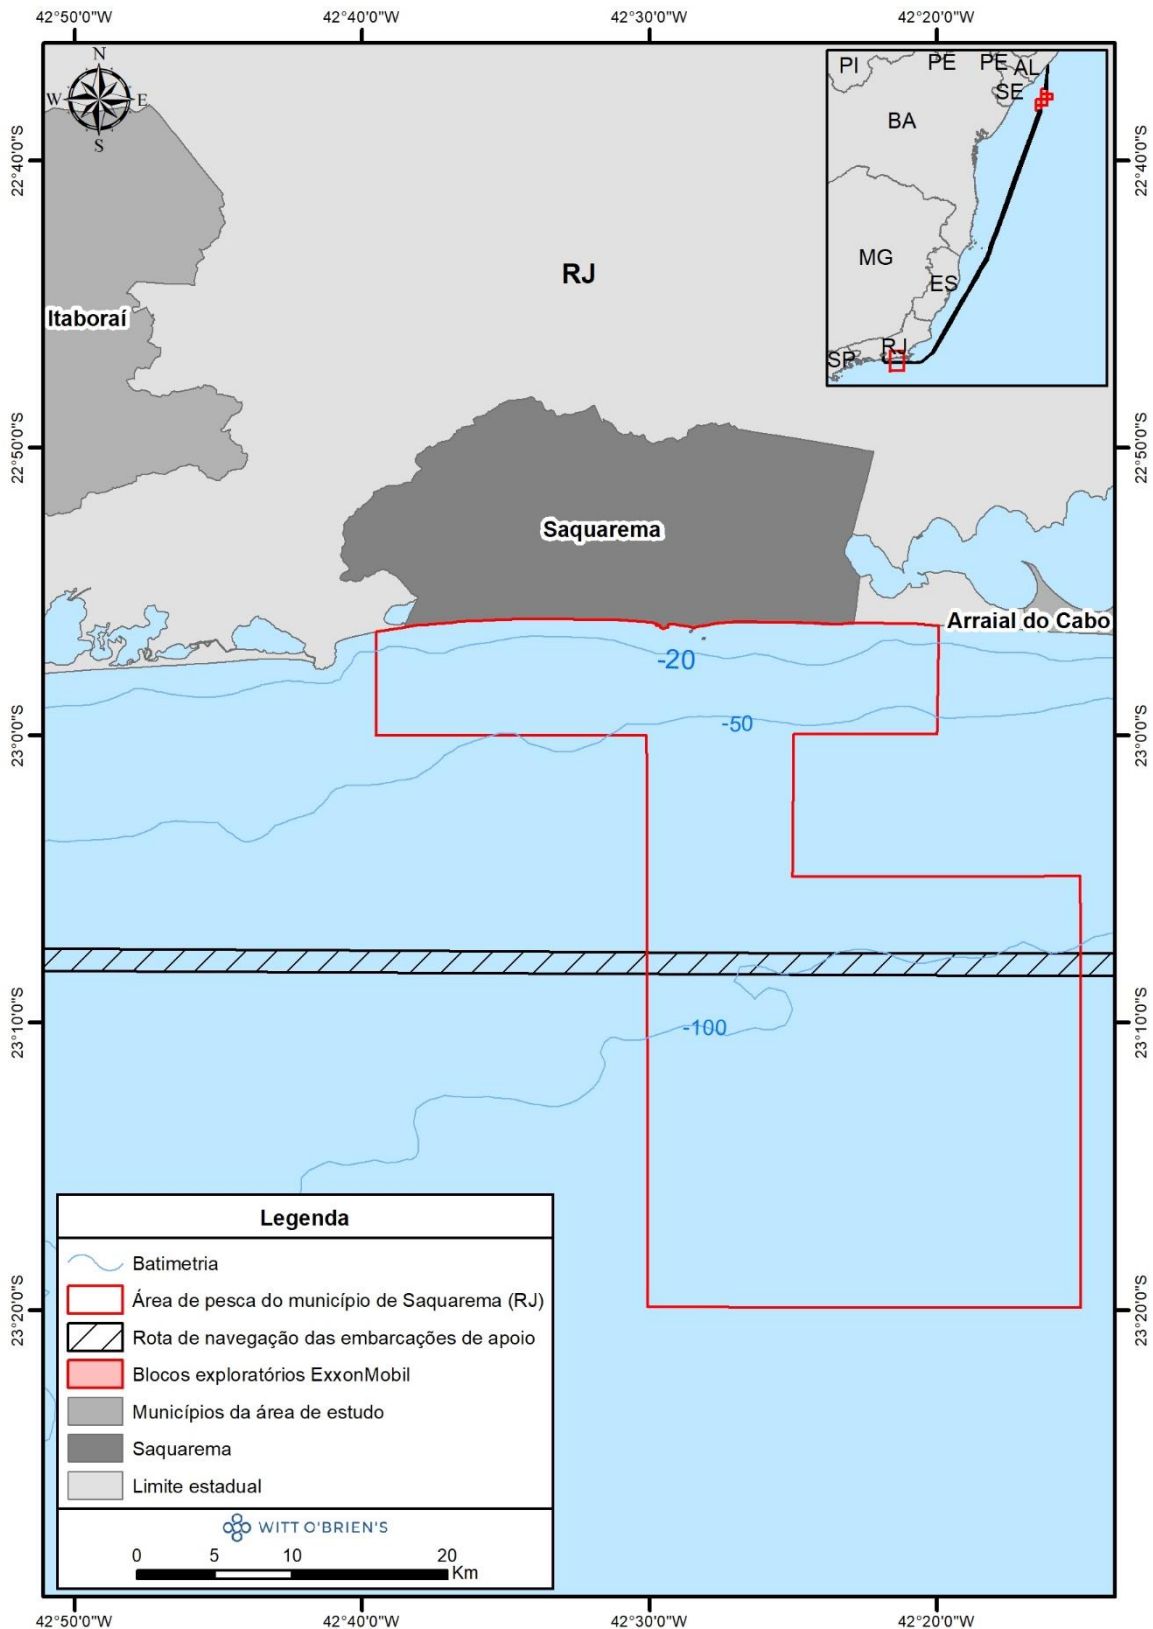 42°50'0"W 42°40'0"W 42°30'0"W 42°20'0"W
N
W E
S
PI PE PE AL
SE
BA
MG
ES
RJ
SP
22°40'0"S 22°40'0"S
RJ
Itaboraí
22°50'0"S 22°50'0"S
Saquarema
Arraial do Cabo
-20
-50
23°0'0"S 23°0'0"S
23°10'0"S 23°10'0"S
-100
23°20'0"S 23°20'0"S
Legenda
Batimetria
Área de pesca do município de Saquarema (RJ)
Rota de navegação das embarcações de apoio
Blocos exploratórios ExxonMobil
Municípios da área de estudo
Saquarema
Limite estadual
WITT O'BRIEN'S
0 5 10 20
Km
42°50'0"W 42°40'0"W 42°30'0"W 42°20'0"W